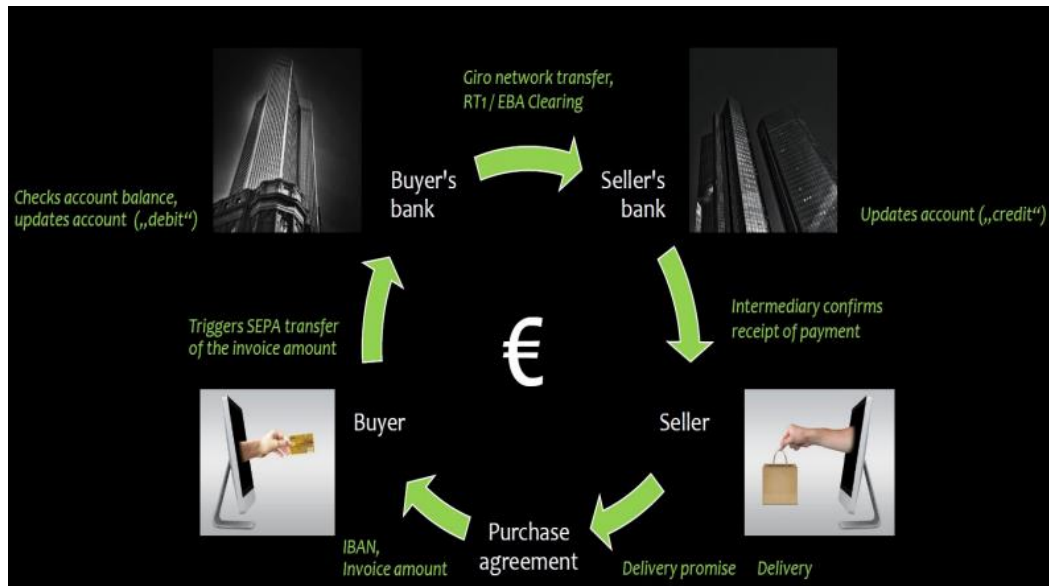 Giro network transfer,
RT1 / EBA Clearing
Buyer's
bank
Seller's
bank
Checks account balance,
updates account („debit“)
Updates account („credit“)
Triggers SEPA transfer
of the invoice amount
Intermediary confirms
receipt of payment
€
Buyer
Seller
Purchase
agreement
IBAN,
Invoice amount
Delivery promise
Delivery